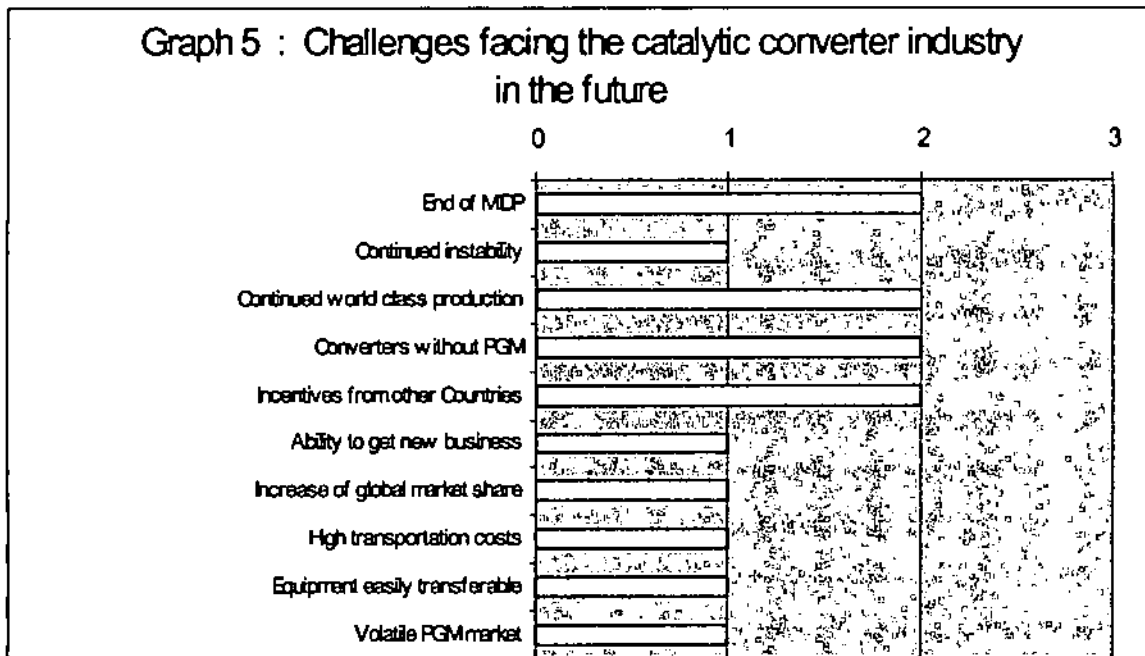 Graph 5 : Challenges facing the catalytic converter industry
in the future
0 1 2 3
End of MIDP
Continued instability
Continued world class production
Converters without PGM
Incentives from other Countries
Ability to get new business
Increase of global market share
High transportation costs
Equipment easily transferable
Volatile PGM market